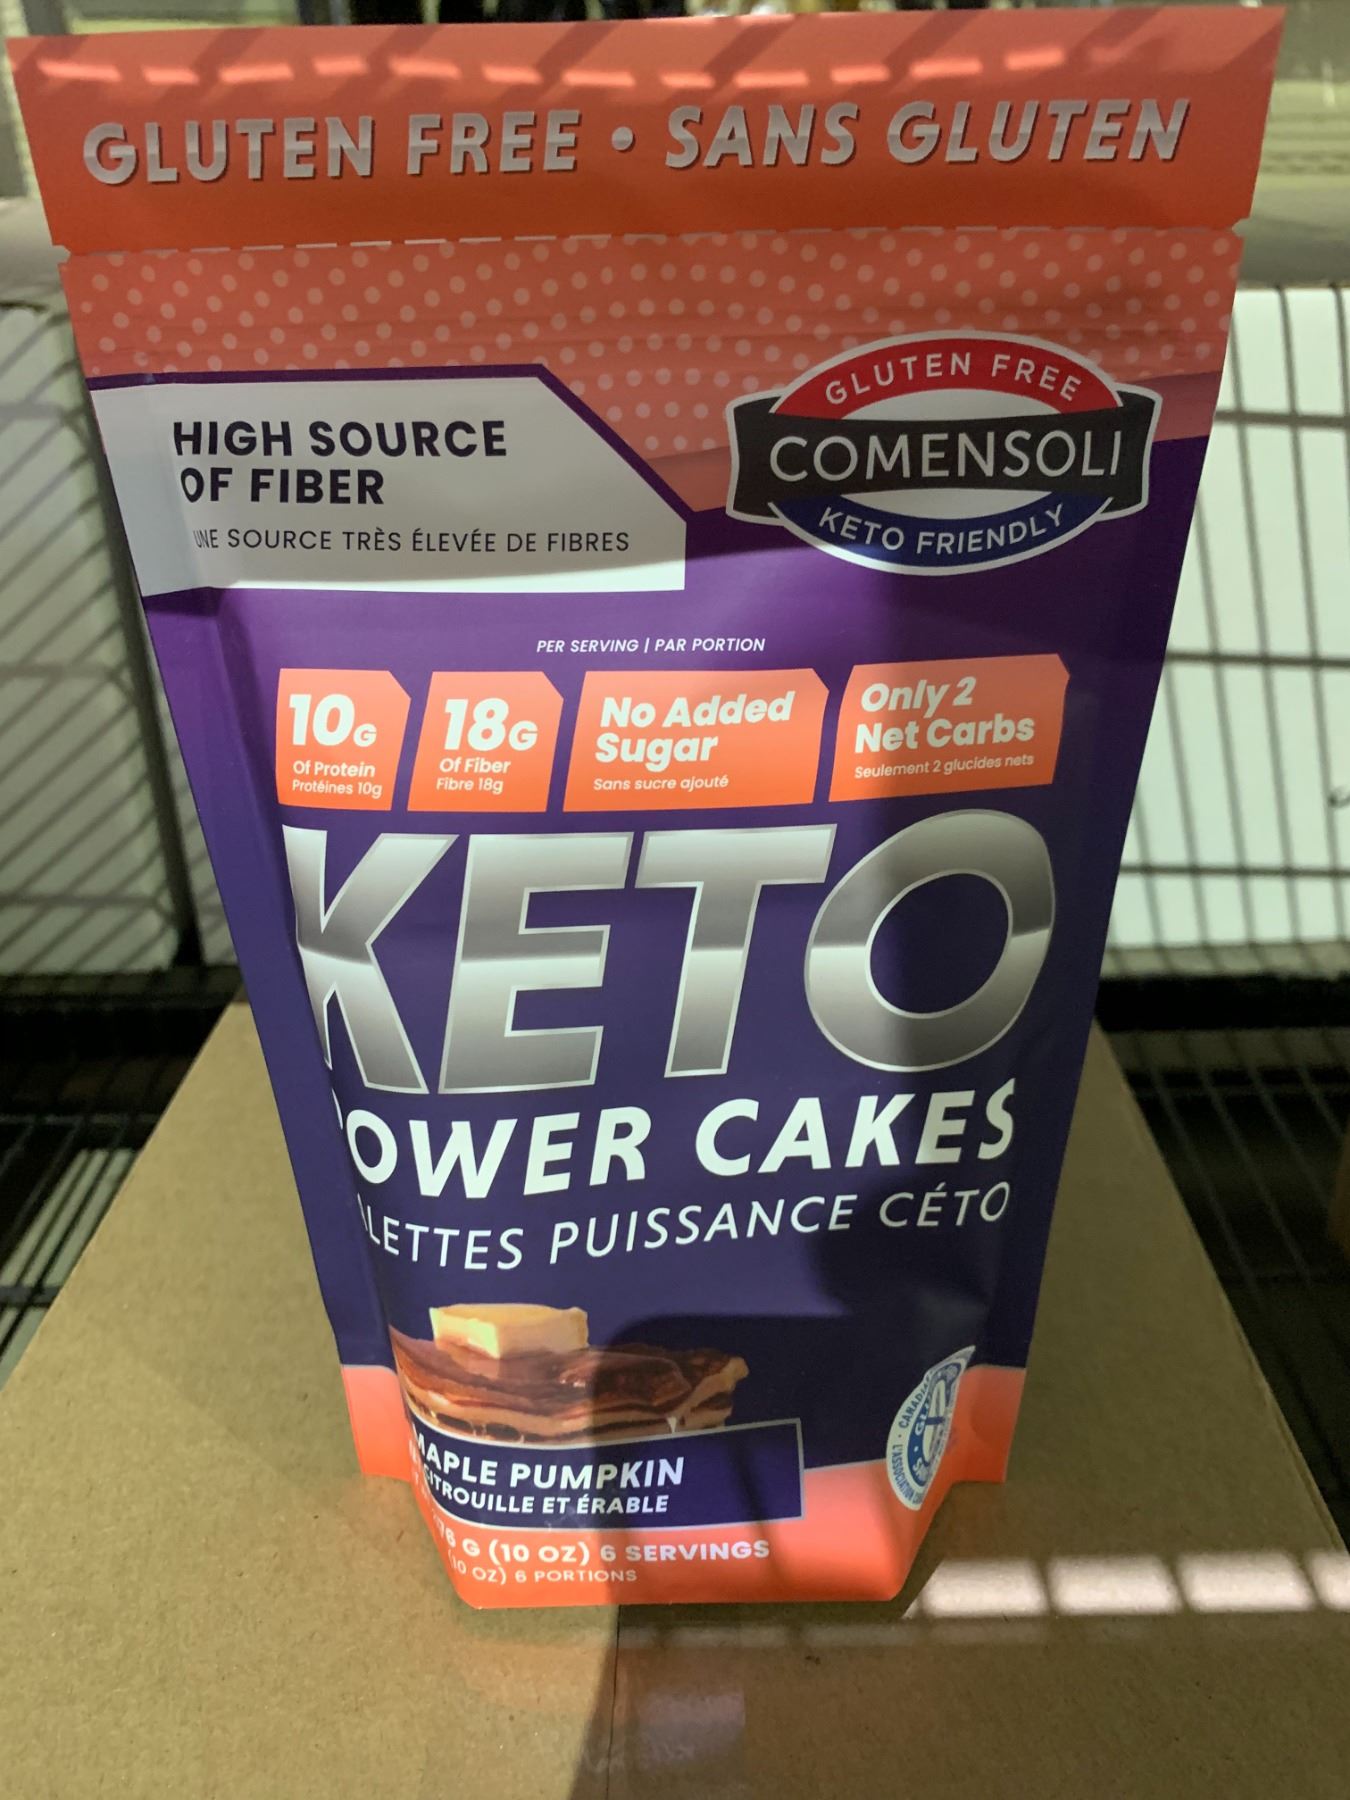 GLUTEN FREE • SANS GLUTEN
GLUTEN FREE
COMENSOLI
KETO FRIENDLY
HIGH SOURCE
OF FIBER
UNE SOURCE TRÈS ÉLEVÉE DE FIBRES
PER SERVING | PAR PORTION
10G
Of Protein
Protéines 10g
18G
Of Fiber
Fibre 18g
No Added
Sugar
Sans sucre ajouté
Only 2
Net Carbs
Seulement 2 glucides nets
KETO
POWER CAKES
LETTES PUISSANCE CÉTO
MAPLE PUMPKIN
CITROUILLE ET ÉRABLE
76 G (10 OZ) 6 SERVINGS
(10 OZ) 6 PORTIONS